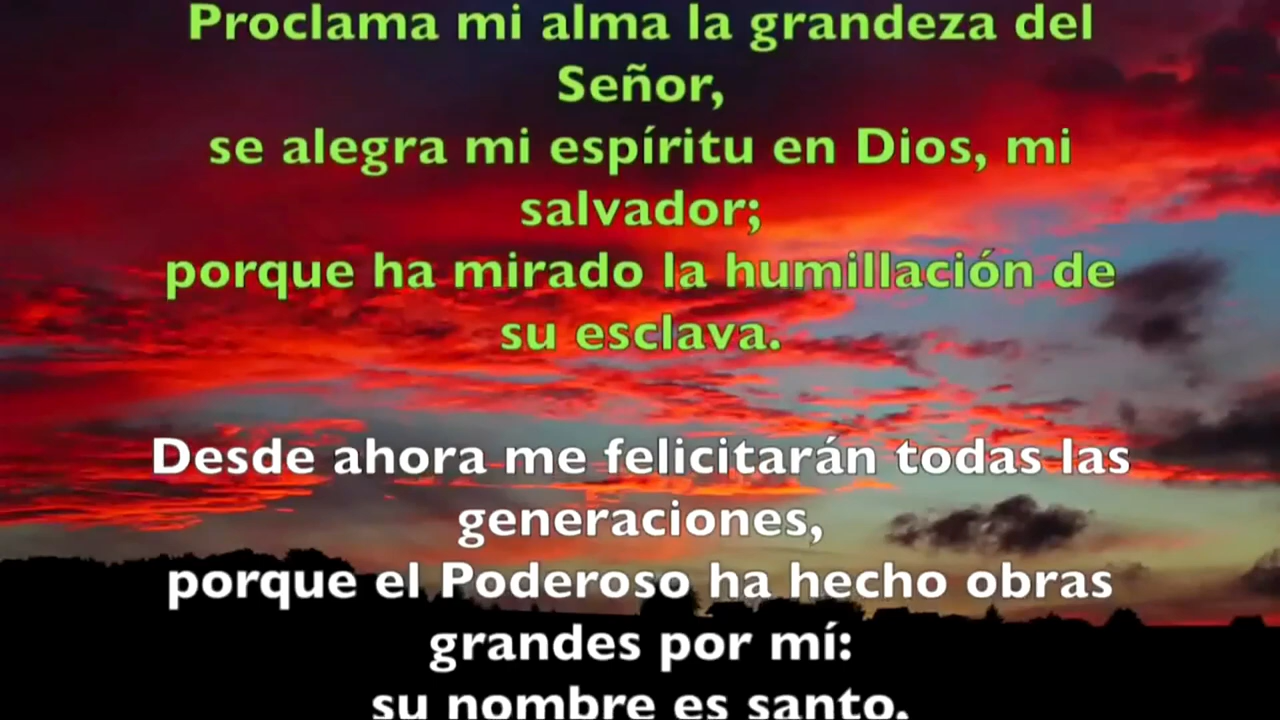 Proclama mi alma la grandeza del
Señor,
se alegra mi espíritu en Dios, mi
salvador;
porque ha mirado la humillación de
su esclava.
Desde ahora me felicitarán todas las
generaciones,
porque el Poderoso ha hecho obras
grandes por mí:
su nombre es santo.